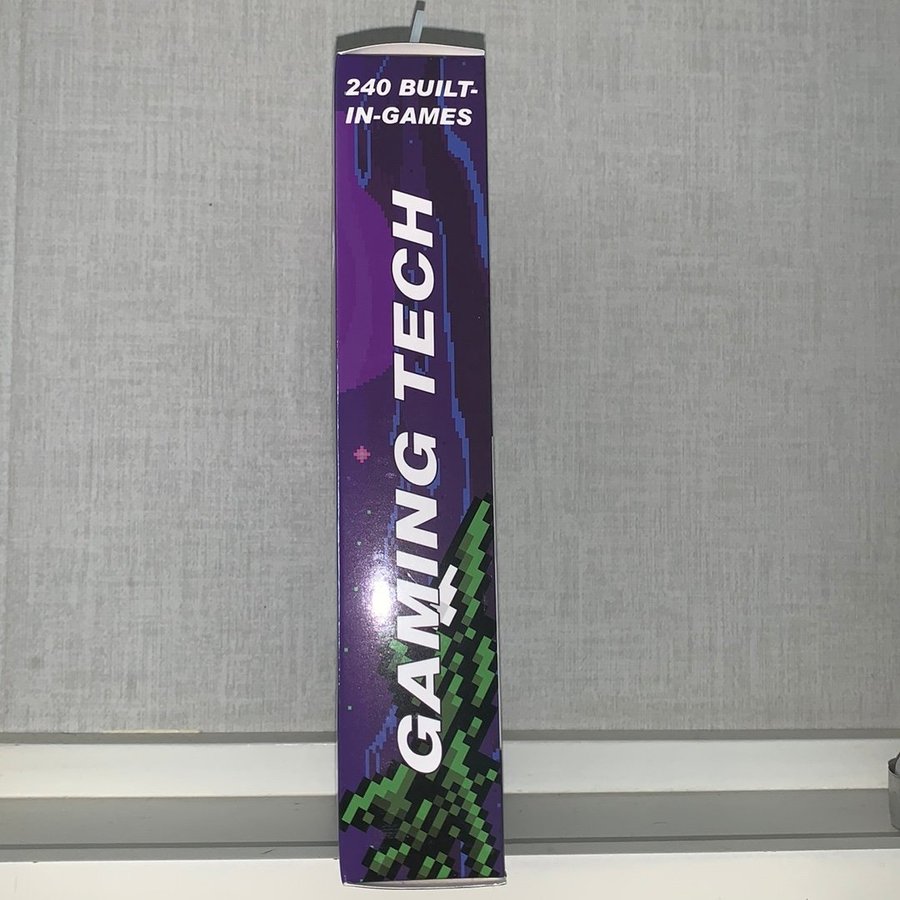 240 BUILT-
IN-GAMES
GAMING TECH